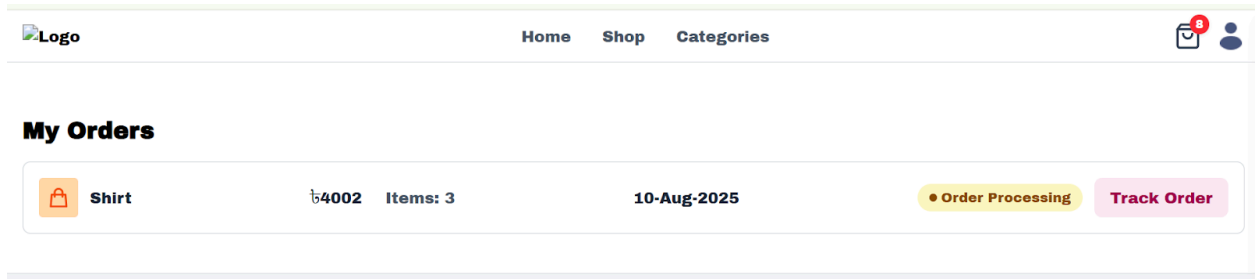 Logo Home Shop Categories 8
My Orders
Shirt ৳4002 Items: 3 10-Aug-2025 Order Processing Track Order